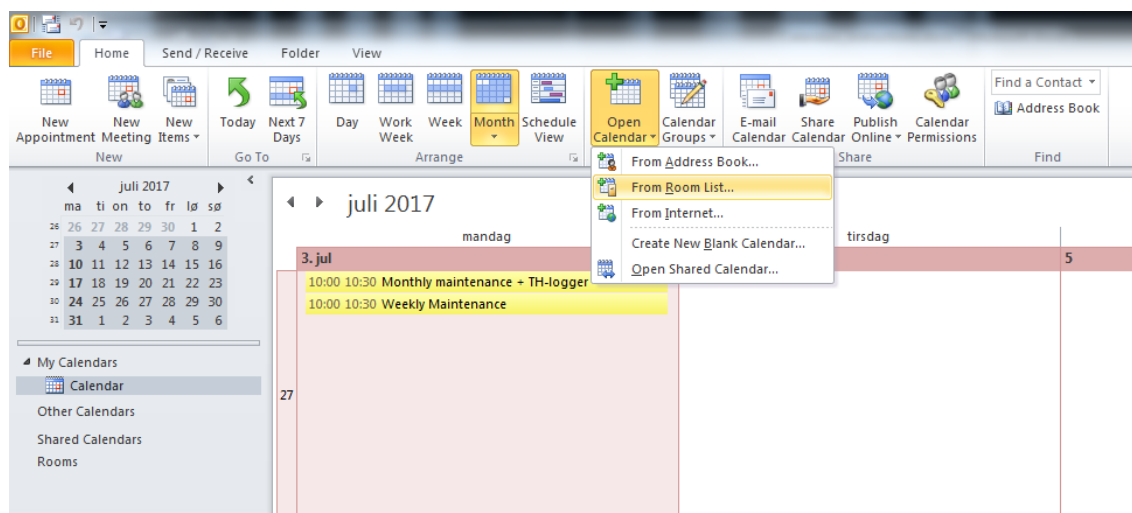 File Home Send / Receive Folder View
New Appointment New Meeting New Items Today Next 7 Days Day Work Week Week Month Schedule View Open Calendar Calendar Groups E-mail Calendar Share Calendar Publish Online Calendar Permissions Find a Contact
Address Book
New Go To Arrange Share Find
From Address Book...
From Room List...
From Internet...
Create New Blank Calendar...
Open Shared Calendar...
juli 2017
ma ti on to fr lø sø
26 26 27 28 29 30 1 2
27 3 4 5 6 7 8 9
28 10 11 12 13 14 15 16
29 17 18 19 20 21 22 23
30 24 25 26 27 28 29 30
31 31 1 2 3 4 5 6
My Calendars
Calendar
Other Calendars
Shared Calendars
Rooms
juli 2017
mandag tirsdag
3. jul 5
10:00 10:30 Monthly maintenance + TH-logger
10:00 10:30 Weekly Maintenance
27